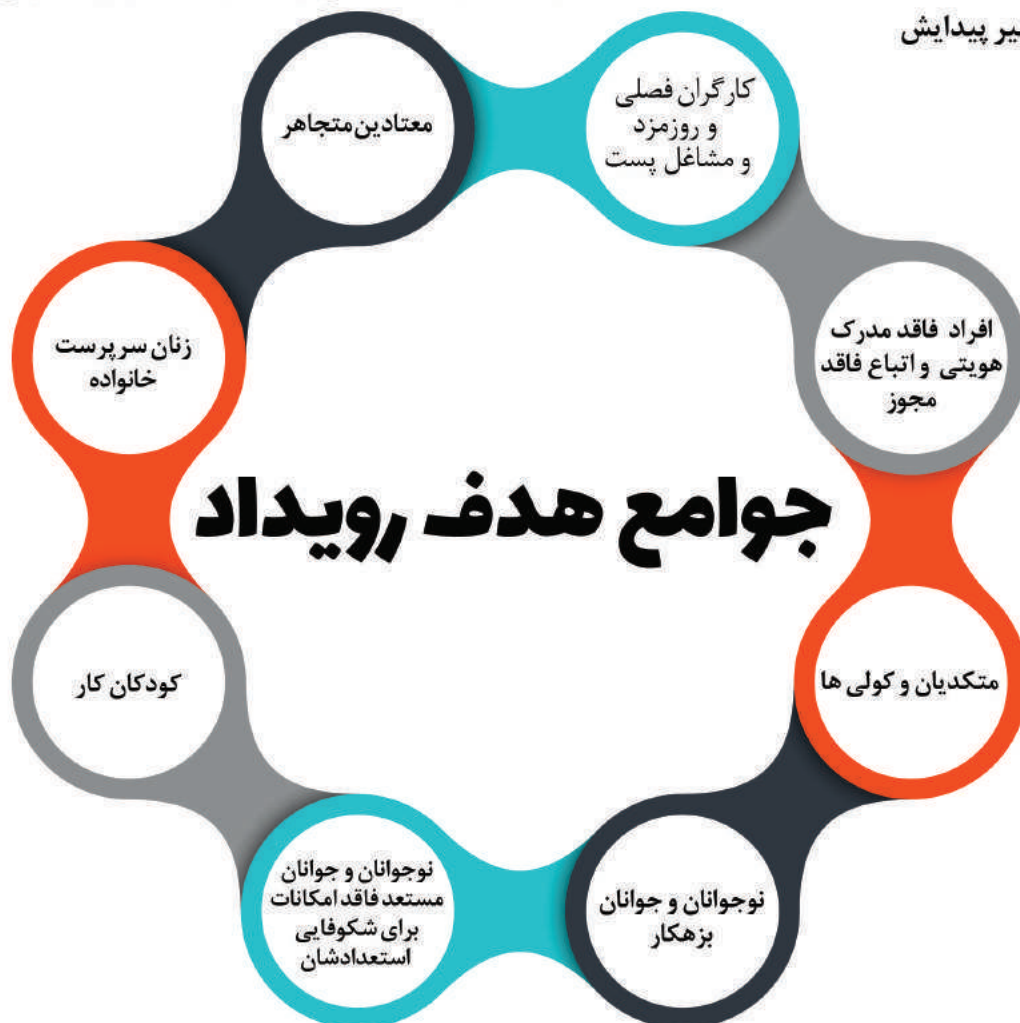 پیدایش
کارگران فصلی
و روزمزد
و مشاغل پست
افراد فاقد مدرک
هویتی و اتباع فاقد
مجوز
متکدیان و کولی ها
نوجوانان و جوانان
بزهکار
نوجوانان و جوانان
مستعد فاقد امکانات
برای شکوفایی
استعدادشان
کودکان کار
زنان سرپرست
خانواده
معتادین متجاهر
جوامع هدف رویداد